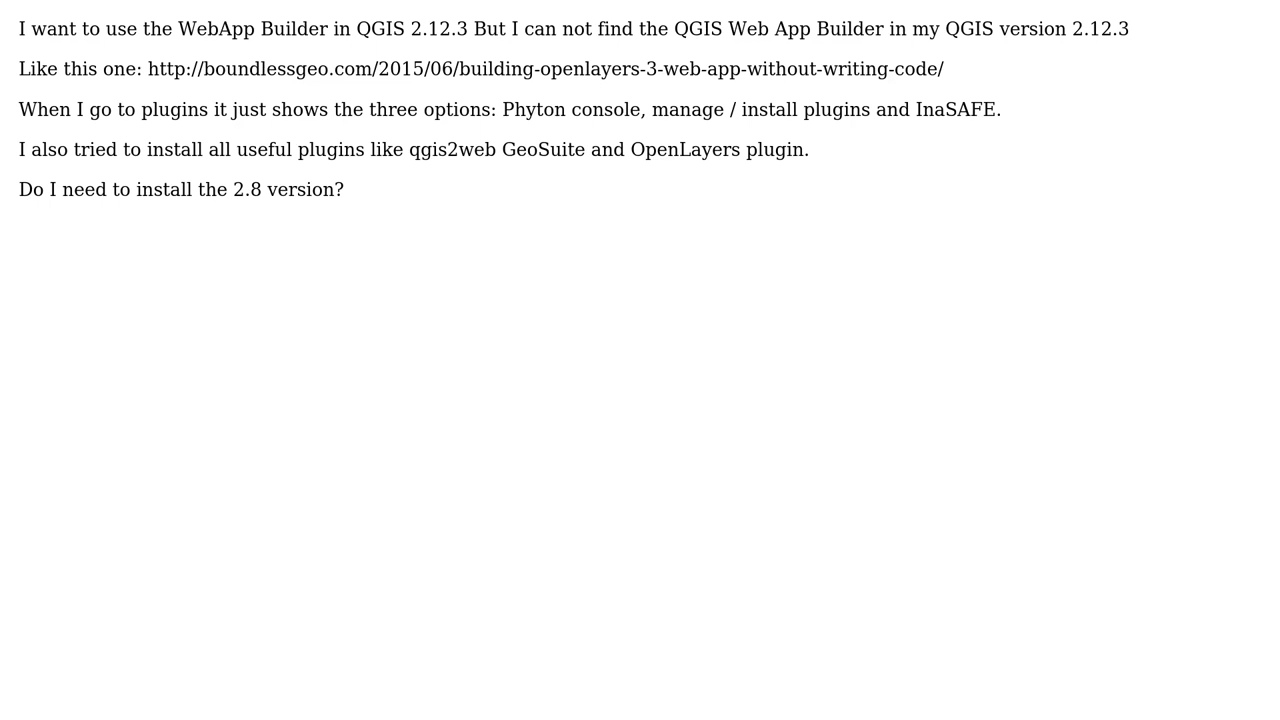 I want to use the WebApp Builder in QGIS 2.12.3 But I can not find the QGIS Web App Builder in my QGIS version 2.12.3
Like this one: http://boundlessgeo.com/2015/06/building-openlayers-3-web-app-without-writing-code/
When I go to plugins it just shows the three options: Phyton console, manage / install plugins and InaSAFE.
I also tried to install all useful plugins like qgis2web GeoSuite and OpenLayers plugin.
Do I need to install the 2.8 version?